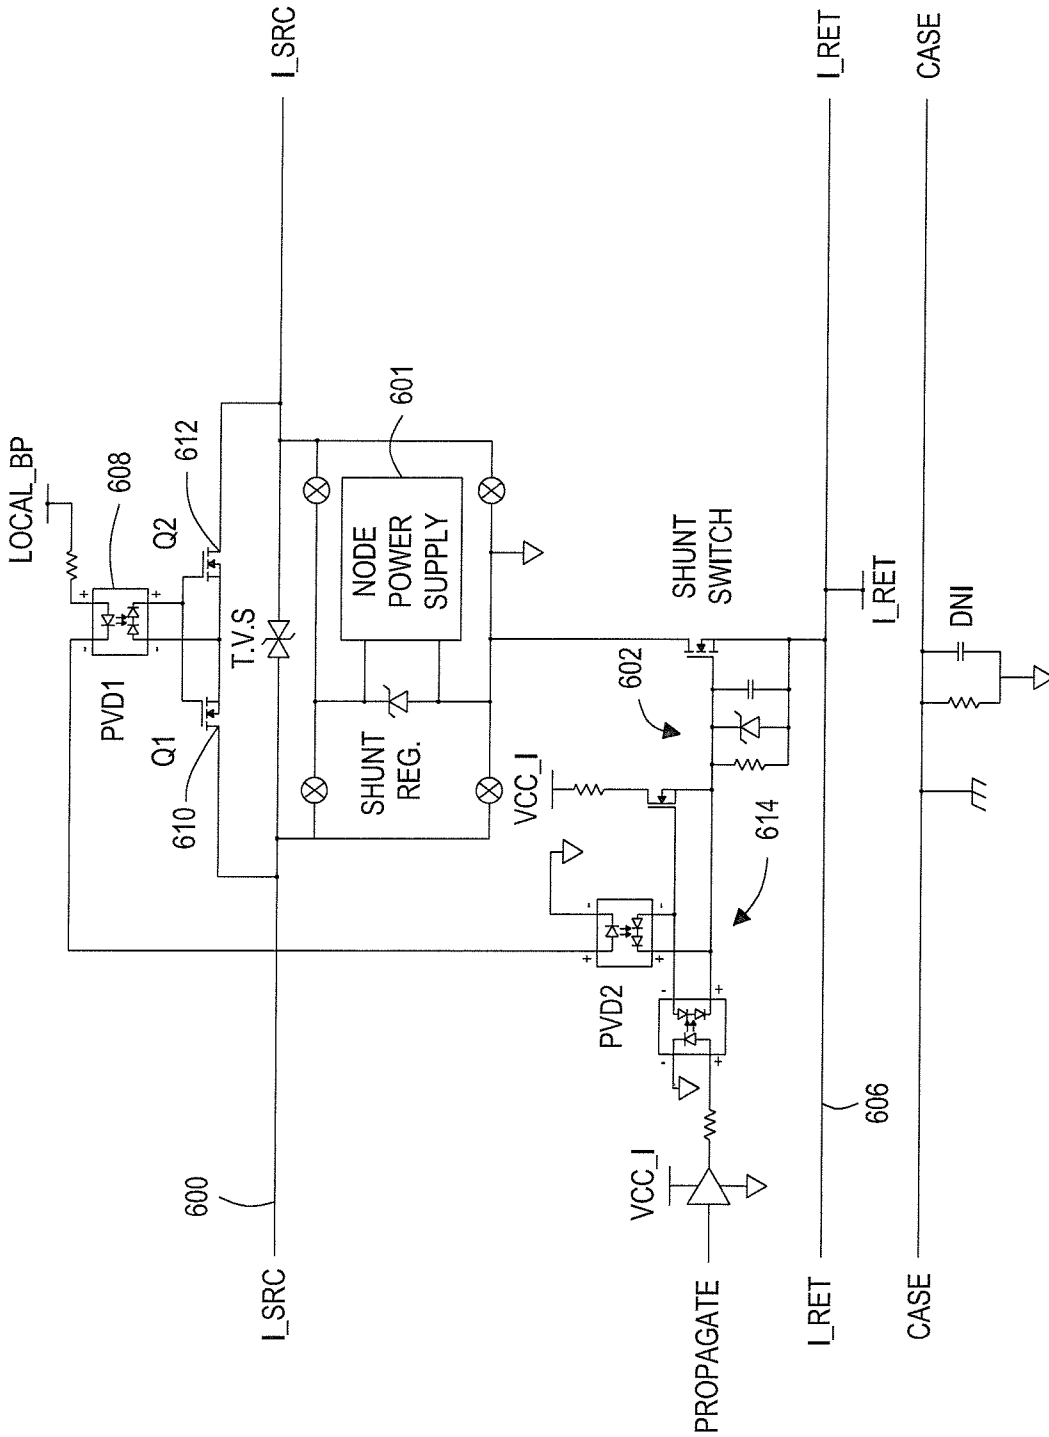 I_SRC
I_RET
CASE
LOCAL_BP
608
612
Q2
601
PVD1
T.V.S
NODE
POWER
SUPPLY
SHUNT
SWITCH
I_RET
DNI
Q1
610
SHUNT
REG.
602
VCC_I
614
PVD2
600
VCC_I
606
I_SRC
PROPAGATE
I_RET
CASE
+
-
+
-
+
-
+
-
+
-
+
-